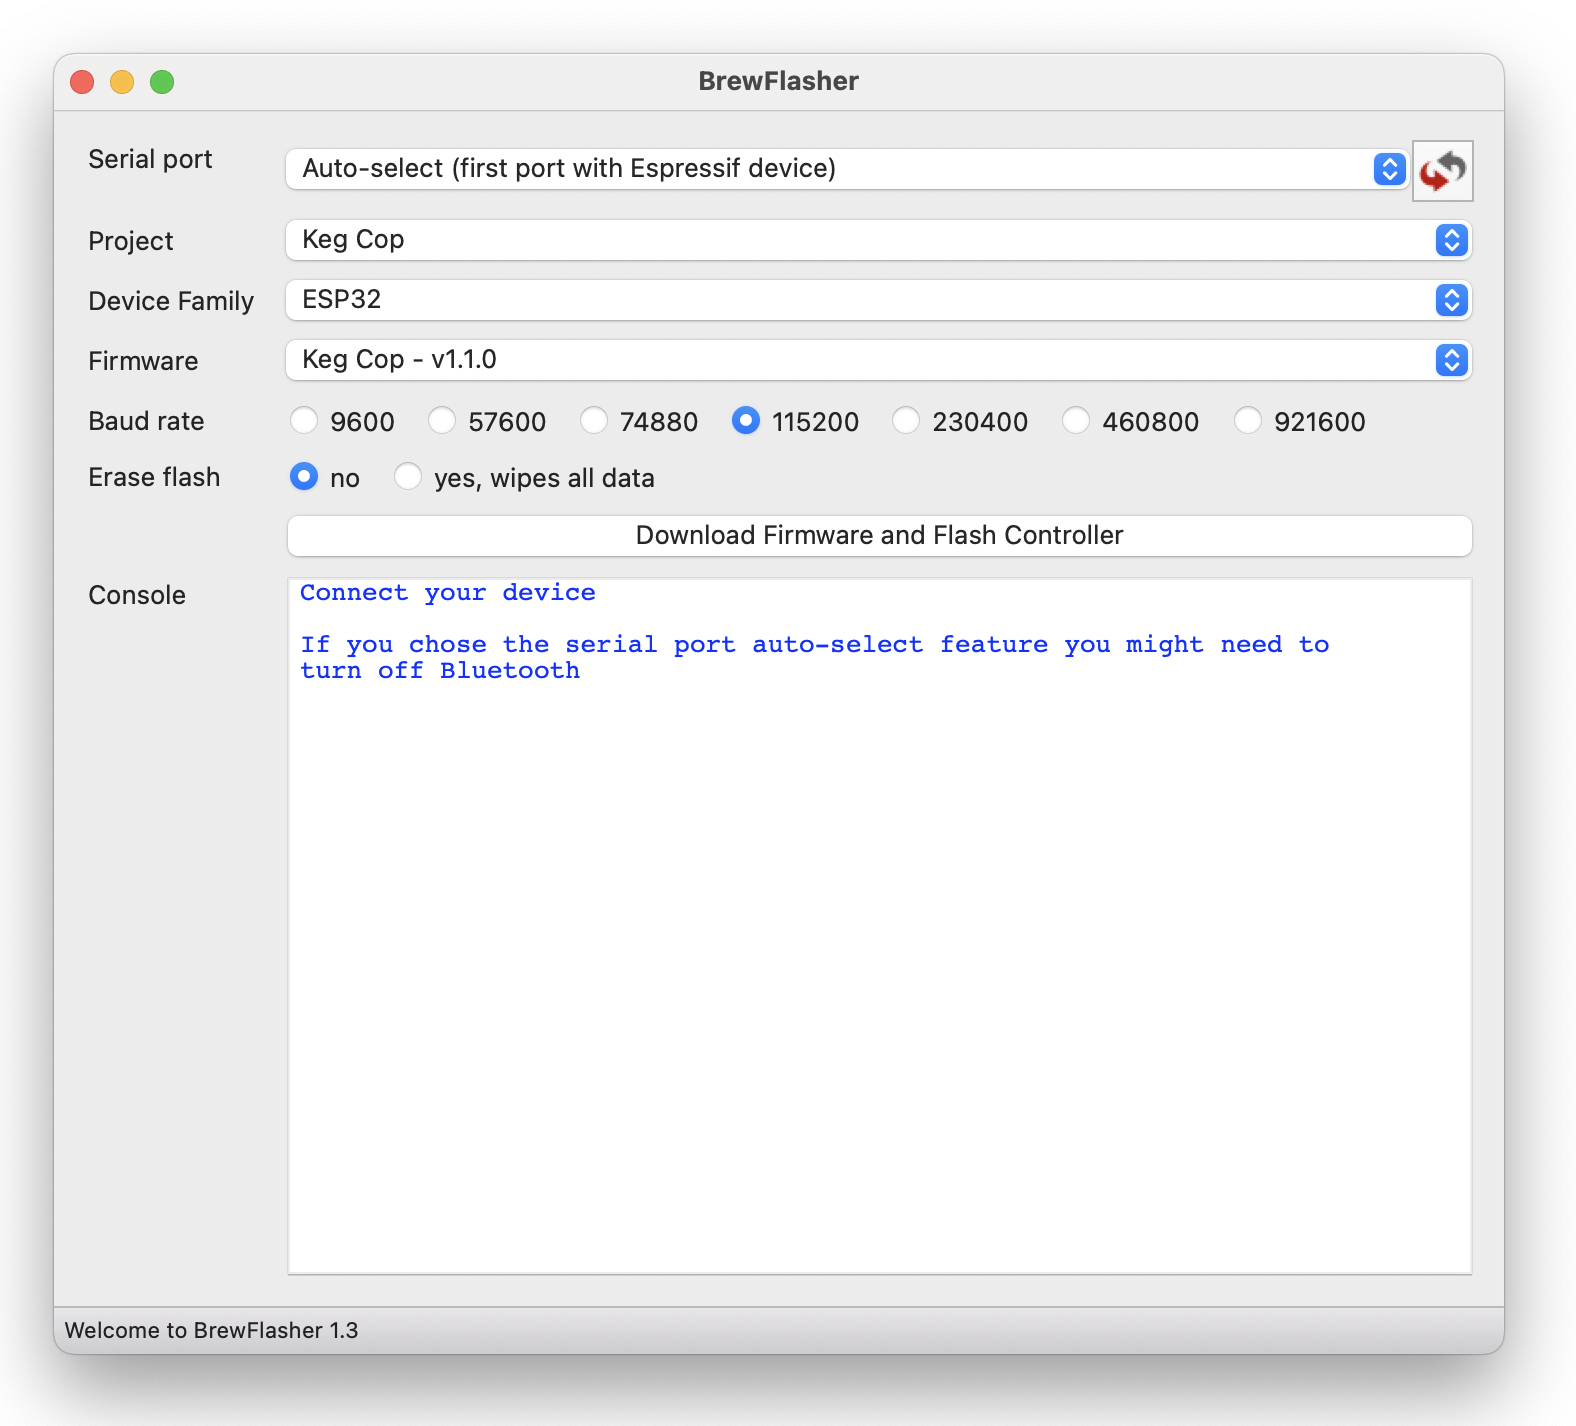 BrewFlasher
Serial port
Auto-select (first port with Espressif device)
Project
Keg Cop
Device Family
ESP32
Firmware
Keg Cop - v1.1.0
Baud rate 9600 57600 74880 115200 230400 460800 921600
Erase flash no yes, wipes all data
Download Firmware and Flash Controller
Console
Connect your device
If you chose the serial port auto-select feature you might need to
turn off Bluetooth
Welcome to BrewFlasher 1.3